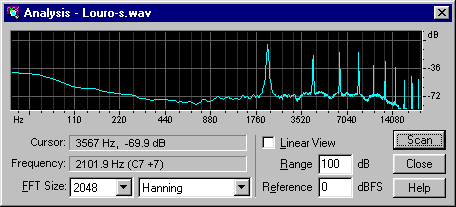 Analysis - Louro-s.wav
dB
-36
-72
Hz 110 220 440 880 1760 3520 7040 14080
Cursor: 3567 Hz, -69.9 dB
Linear View
Scan
Frequency: 2101.9 Hz (C7 +7)
Range 100 dB
Close
FFT Size: 2048 Hanning
Reference 0 dBFS
Help